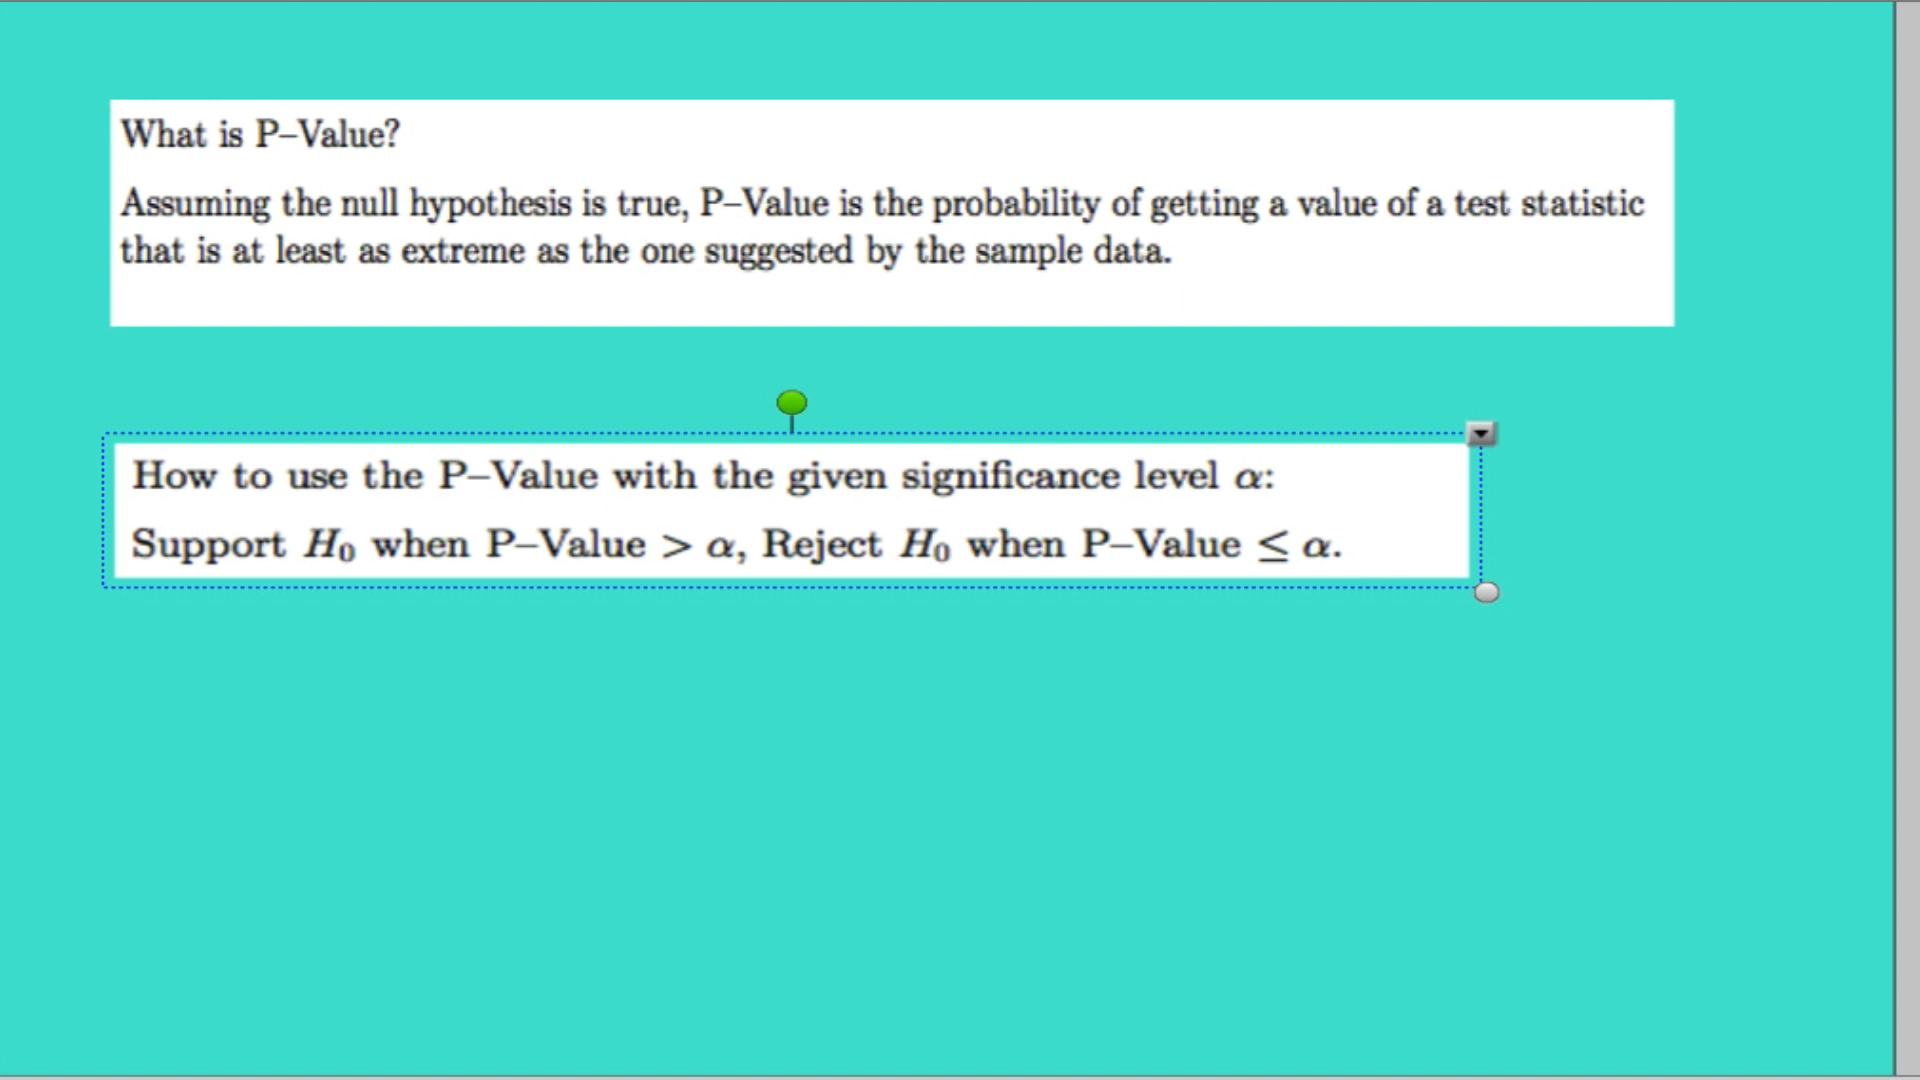 What is P–Value?
Assuming the null hypothesis is true, P–Value is the probability of getting a value of a test statistic
that is at least as extreme as the one suggested by the sample data.
How to use the P–Value with the given significance level α:
Support H₀ when P–Value > α, Reject H₀ when P–Value ≤ α.